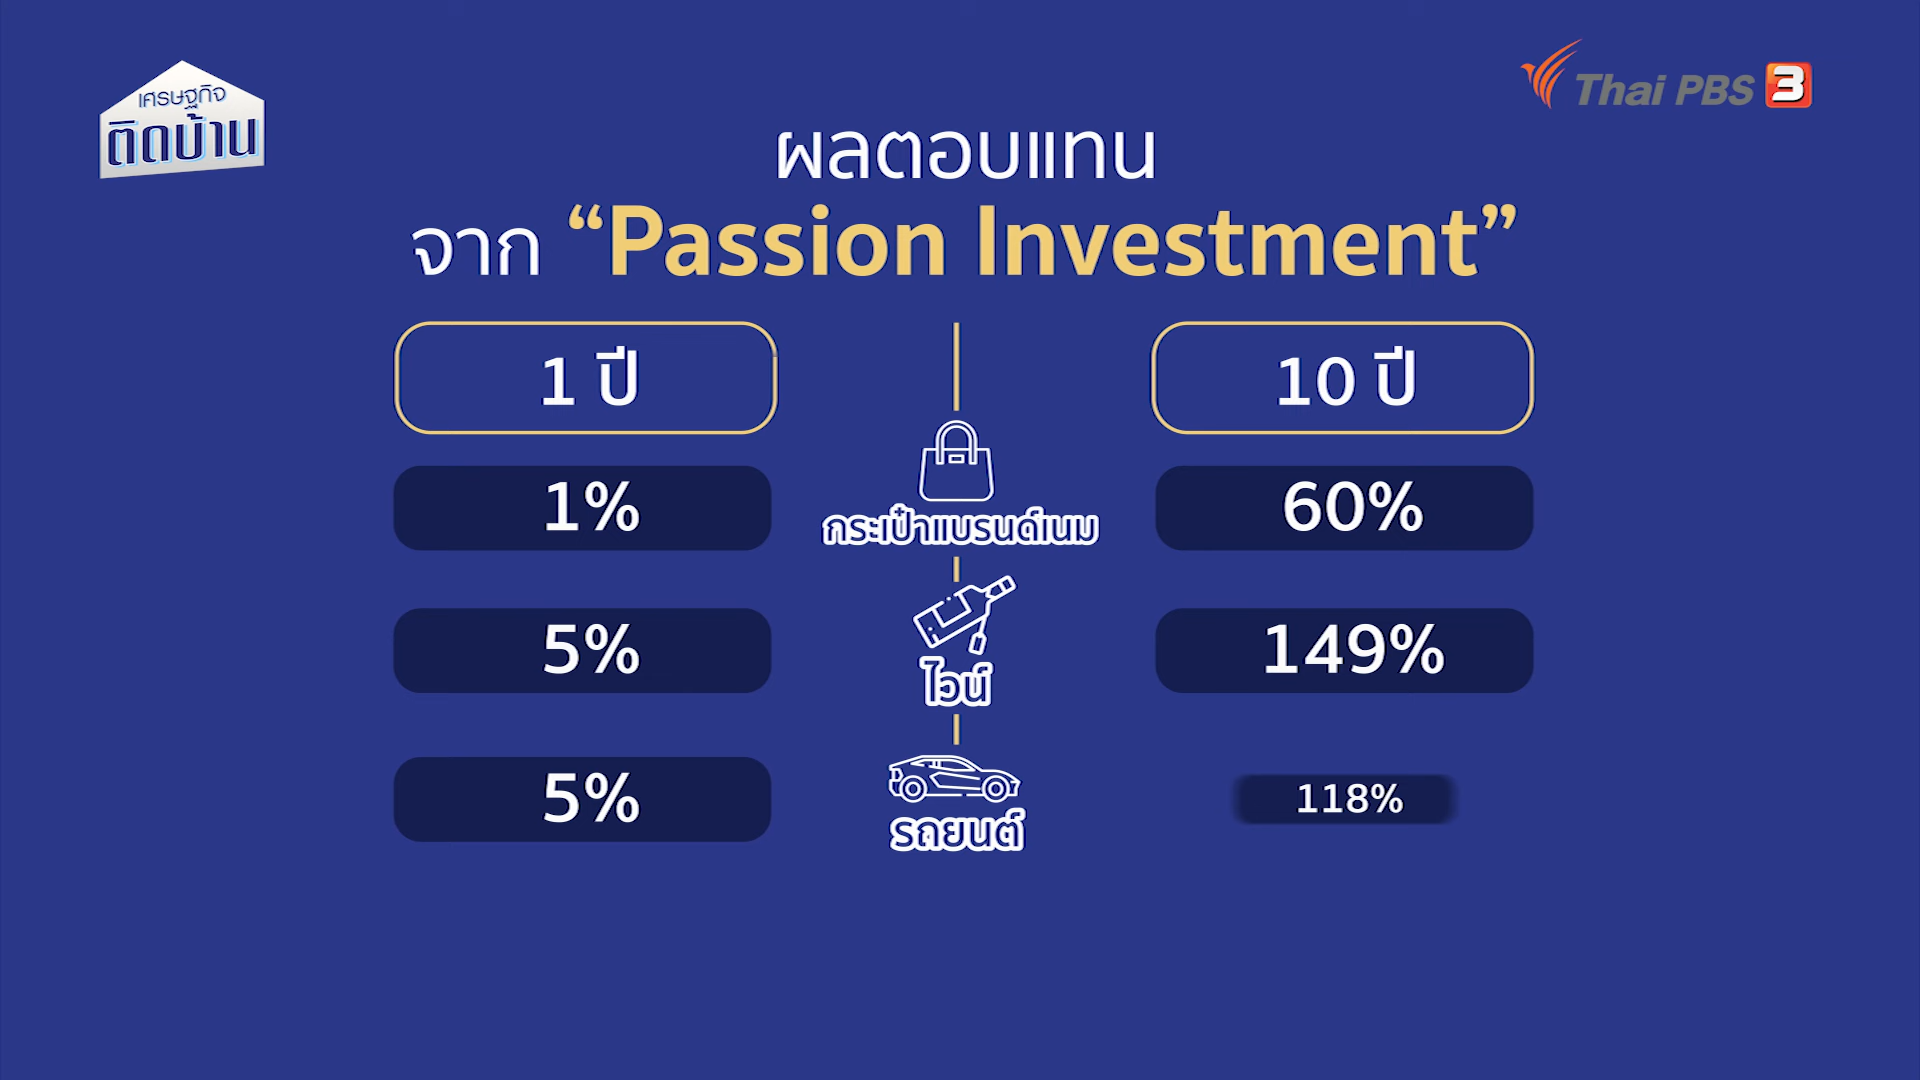 เศรษฐกิจ
ติดบ้าน
Thai PBS 3
ผลตอบแทน
จาก “Passion Investment”
1 ปี
10 ปี
1%
กระเป๋าแบรนด์เนม
60%
5%
ไวน์
149%
5%
รถยนต์
118%